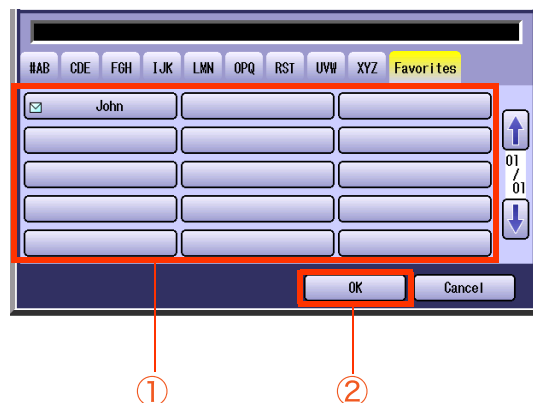 #AB CDE FGH IJK LMN OPQ RST UVW XYZ Favorites
John
01
/
01
OK Cancel
① ②